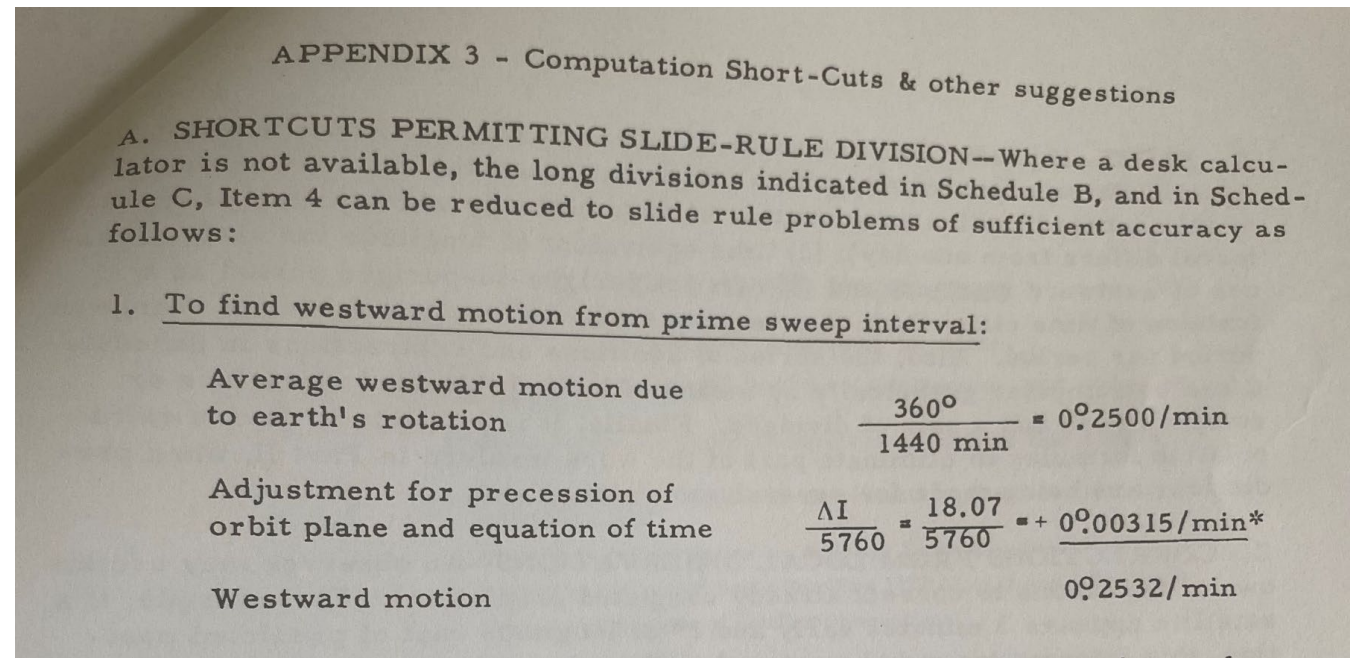 APPENDIX 3 - Computation Short-Cuts & other suggestions
A. SHORTCUTS PERMITTING SLIDE-RULE DIVISION--Where a desk calcu-
lator is not available, the long divisions indicated in Schedule B, and in Sched-
ule C, Item 4 can be reduced to slide rule problems of sufficient accuracy as
follows:
1. To find westward motion from prime sweep interval:
Average westward motion due
to earth's rotation
360°
1440 min
= 0°.2500/min
Adjustment for precession of
orbit plane and equation of time
ΔI
5760
=
18.07
5760
= + 0°.00315/min*
Westward motion
0°.2532/min